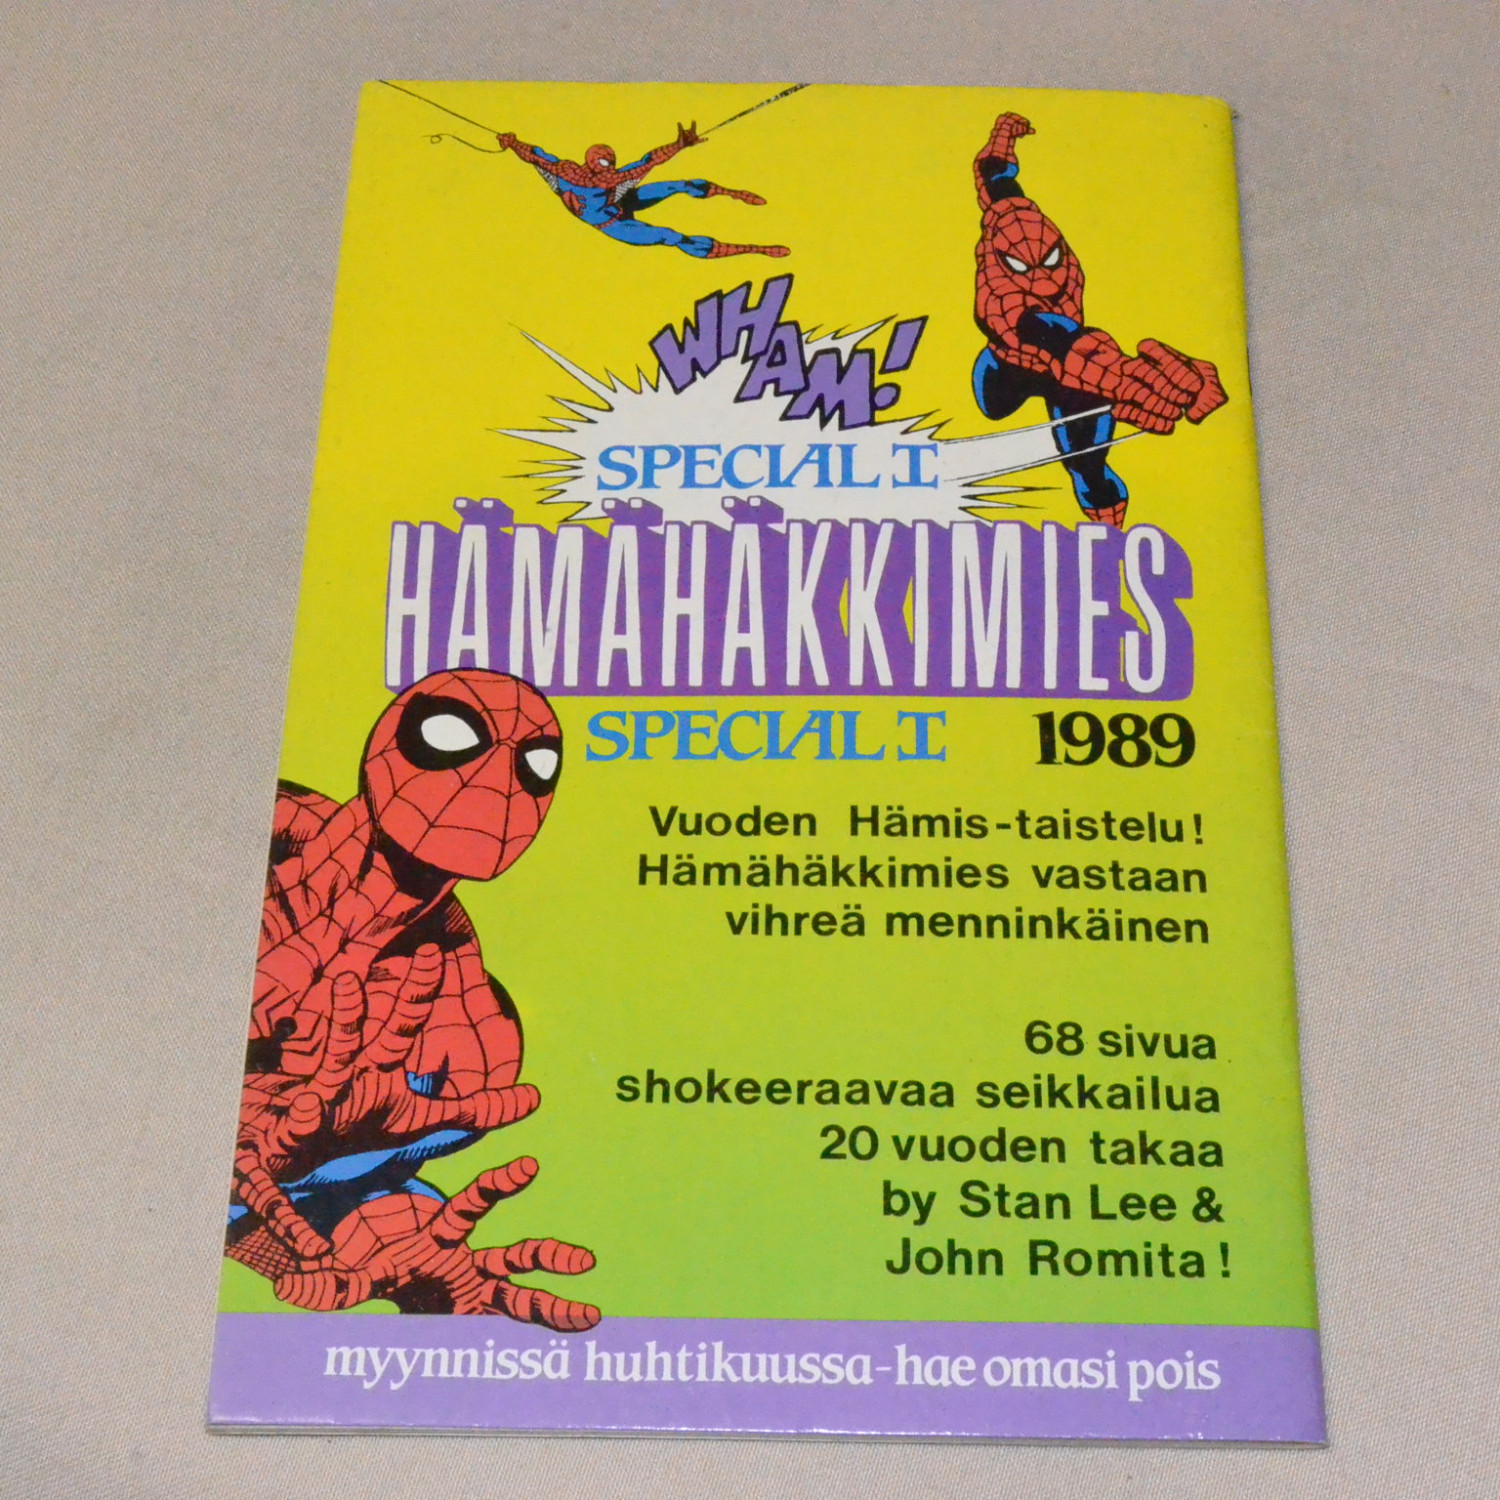 WHAM!
SPECIAL I
HÄMÄHÄKKIMIES
SPECIAL I 1989
Vuoden Hämis-taistelu!
Hämähäkkimies vastaan
vihreä menninkäinen
68 sivua
shokeeraavaa seikkailua
20 vuoden takaa
by Stan Lee &
John Romita!
myynnissä huhtikuussa-hae omasi pois